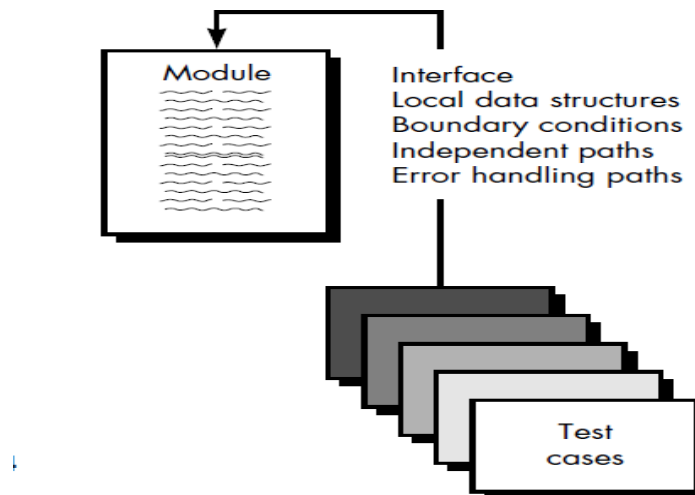 Module
Interface
Local data structures
Boundary conditions
Independent paths
Error handling paths
Test
cases